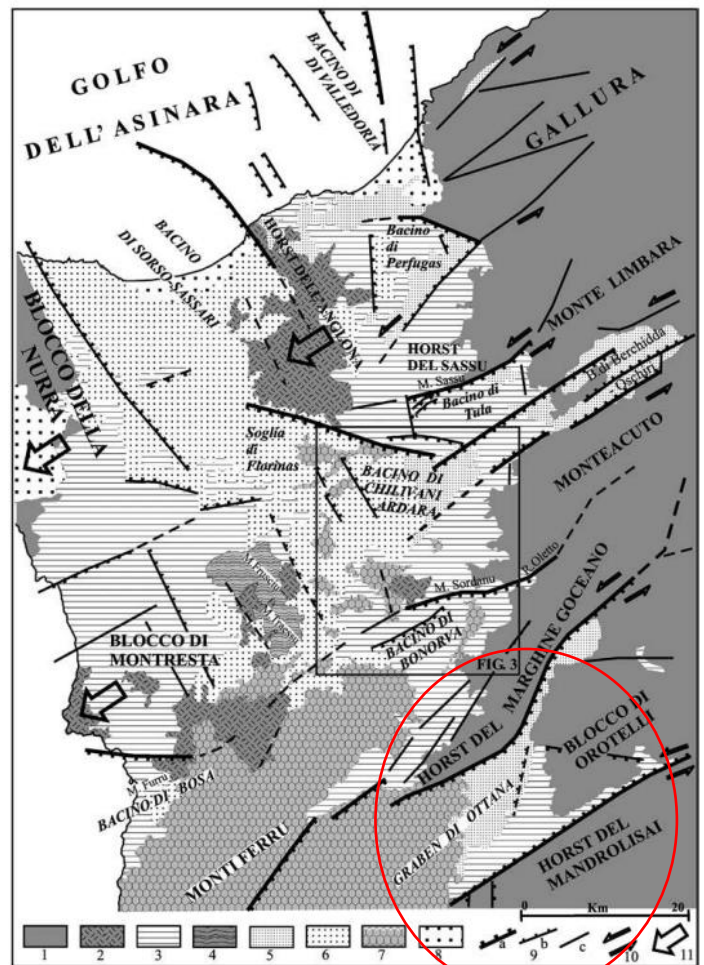 GOLFO
DELL' ASINARA
BACINO DI
DI VALLEDORIA
GALLURA
BACINO
DI SORSO-SASSARI
HORST DELL'ANGLONA
Bacino
di
Perfugas
MONTE LIMBARA
BLOCCO DELLA
NURRA
HORST
DEL SASSU
M. Sassu
Bacino di
Tula
B. di Berchidda
Oschiri
Soglia
di
Florinas
BACINO DI
CHILIVANI
ARDARA
MONTEACUTO
M. Sordanu
R.Oletto
BACINO DI
BONORVA
FIG. 3
BLOCCO DI
MONTRESTA
HORST DEL MARGHINE GOCEANO
BLOCCO DI
OROTELLI
M. Furru
BACINO DI BOSA
MONTI FERRU
GRABEN DI OTTANA
HORST DEL
MANDROLISAI
0 Km 20
1 2 3 4 5 6 7 8 a b c 9 10 11